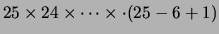 25 × 24 × ⋯ × ·(25 − 6 + 1)